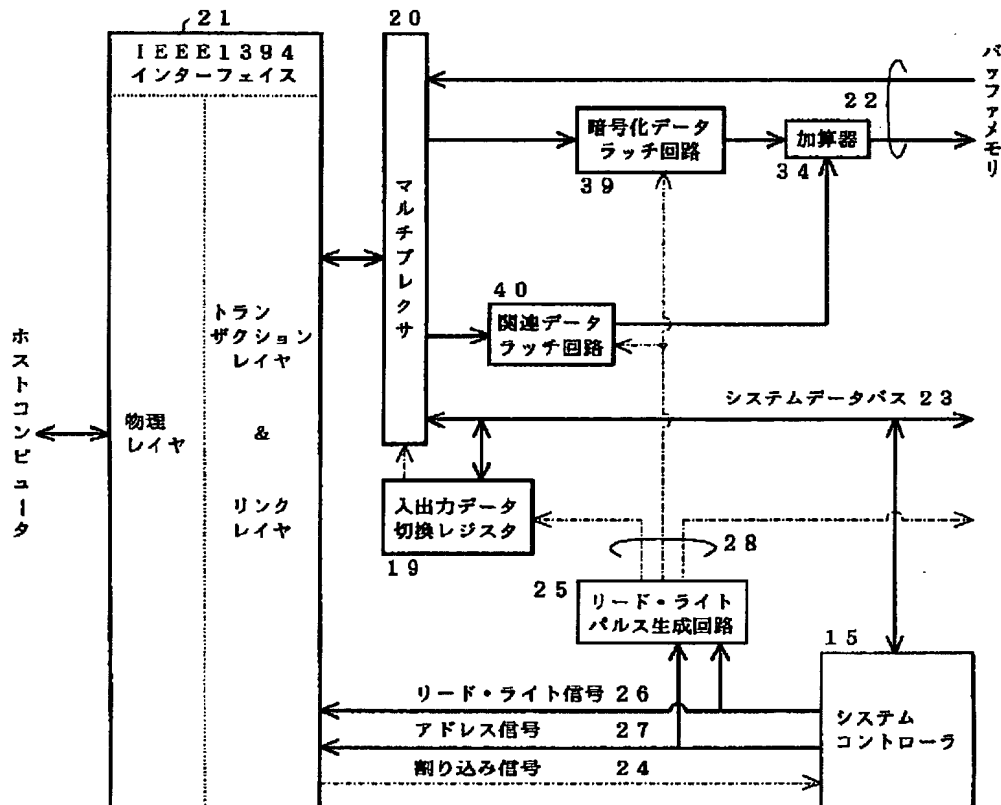 21
IEEE1394
インターフェイス
トラン
ザクション
レイヤ
物理
レイヤ
&
リンク
レイヤ
ホストコンピュータ
20
マルチプレクサ
バッファメモリ
22
暗号化データ
ラッチ回路
39
加算器
34
40
関連データ
ラッチ回路
システムデータバス 23
入出力データ
切換レジスタ
19
28
25
リード・ライト
パルス生成回路
15
システム
コントローラ
リード・ライト信号 26
アドレス信号 27
割り込み信号 24